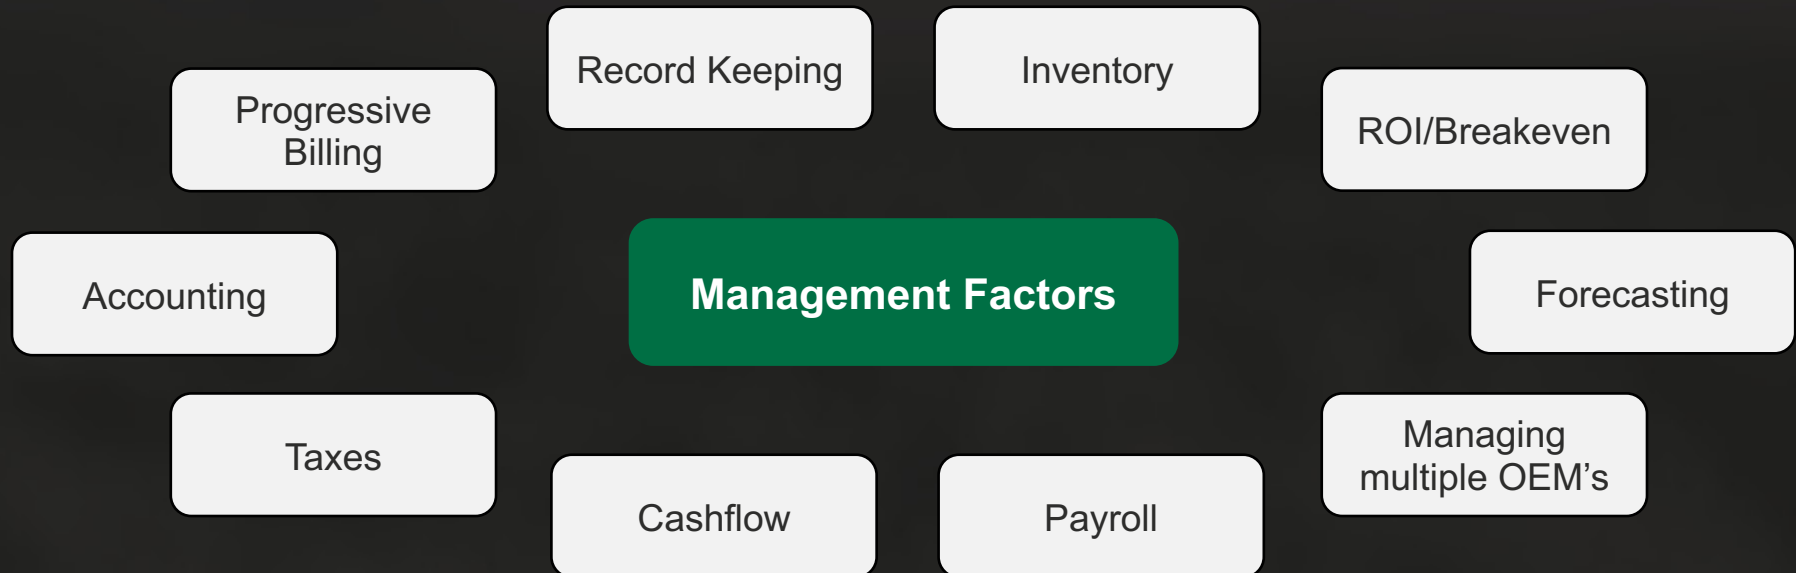 Record Keeping
Inventory
Progressive
Billing
ROI/Breakeven
Accounting
Management Factors
Forecasting
Taxes
Managing
multiple OEM’s
Cashflow
Payroll